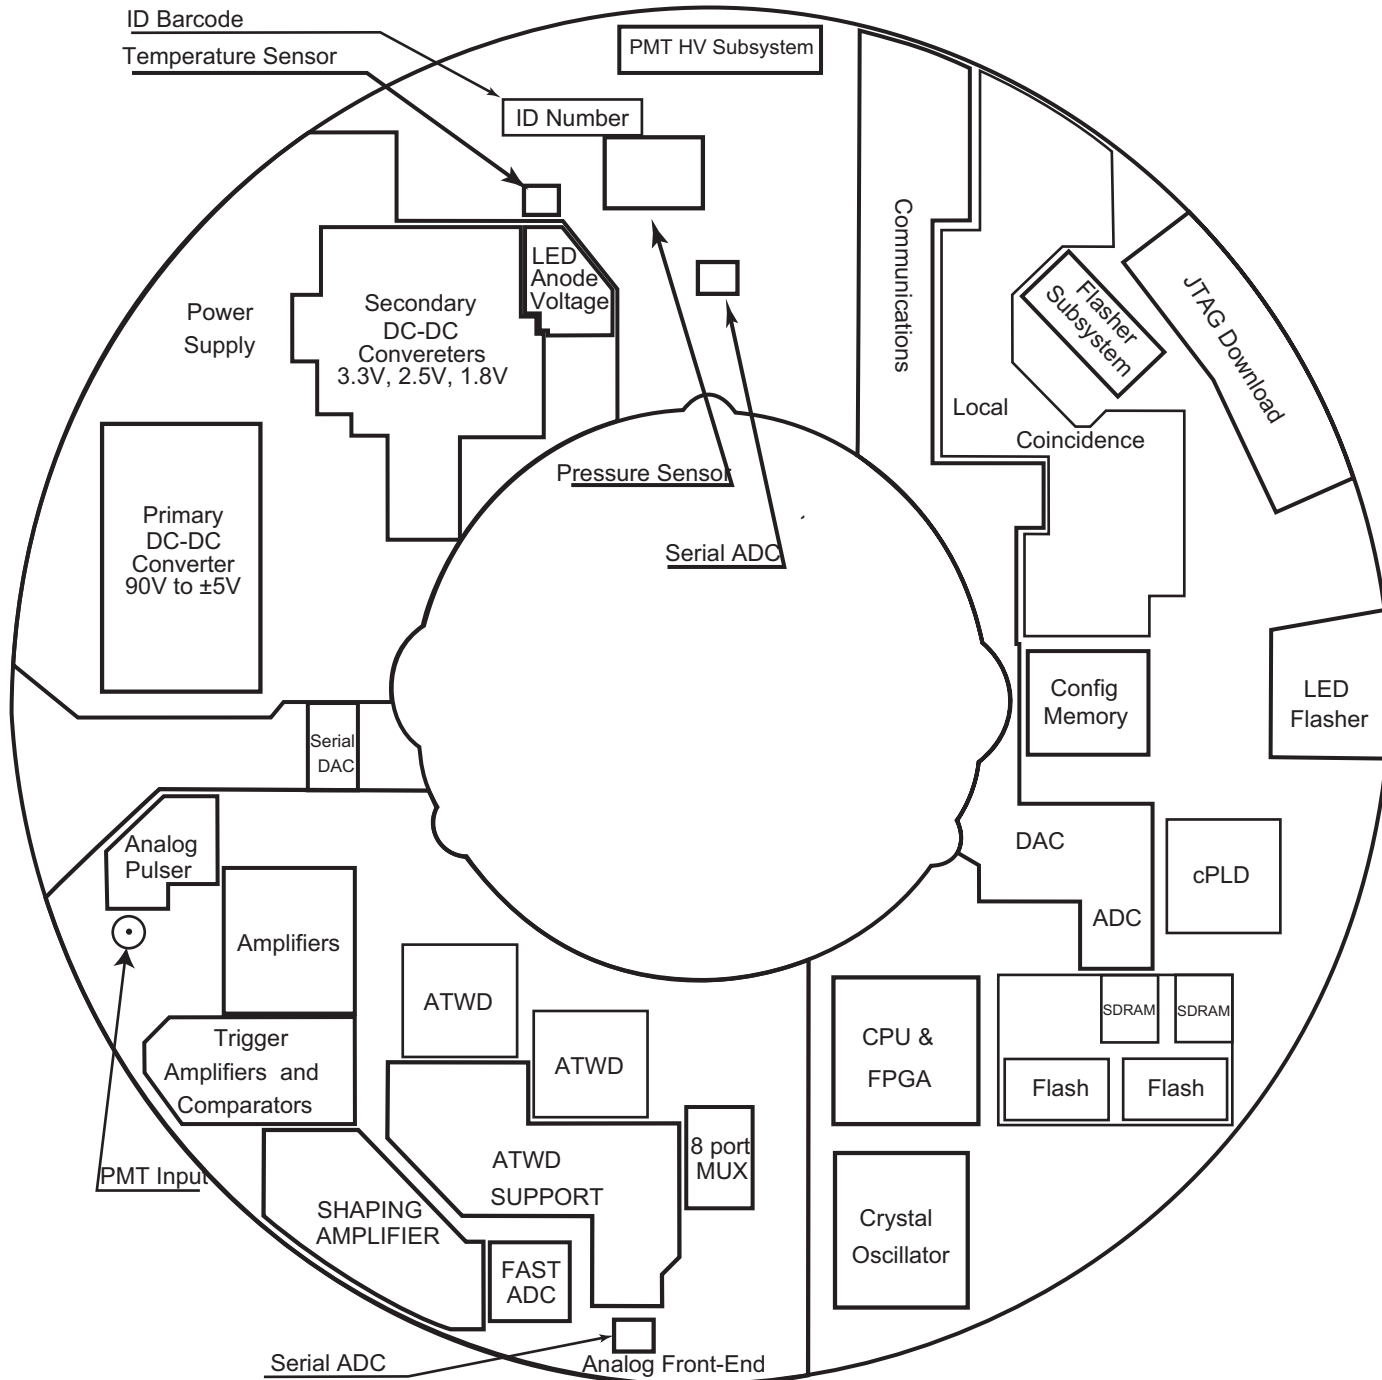 ID Barcode
Temperature Sensor
PMT HV Subsystem
ID Number
Communications
LED
Anode
Voltage
Power
Supply
Secondary
DC-DC
Convereters
3.3V, 2.5V, 1.8V
Flasher
Subsystem
JTAG Download
Local
Coincidence
Pressure Sensor
Serial ADC
Primary
DC-DC
Converter
90V to ±5V
Config
Memory
LED
Flasher
Serial
DAC
Analog
Pulser
DAC
cPLD
ADC
Amplifiers
ATWD
ATWD
CPU &
FPGA
SDRAM
SDRAM
Flash
Flash
Trigger
Amplifiers and
Comparators
PMT Input
8 port
MUX
ATWD
SUPPORT
SHAPING
AMPLIFIER
Crystal
Oscillator
FAST
ADC
Serial ADC
Analog Front-End